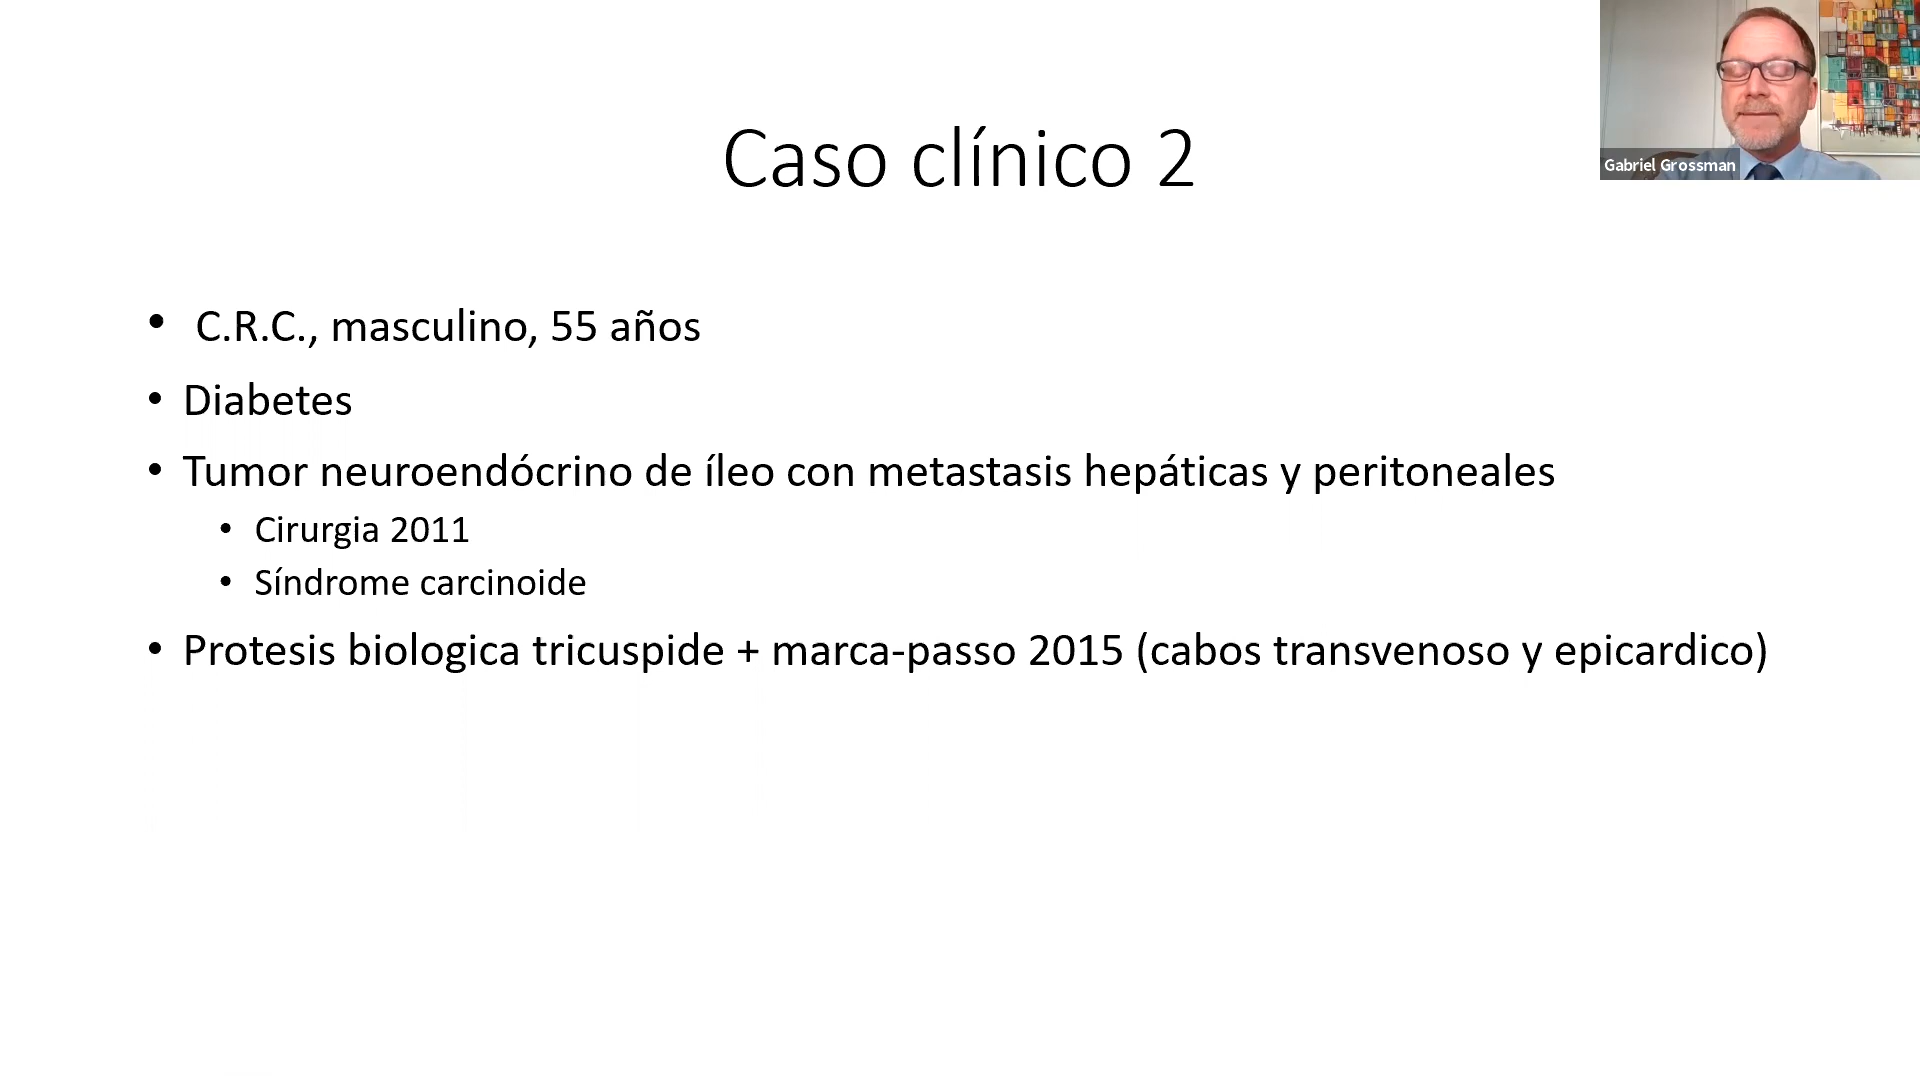 Caso clínico 2
Gabriel Grossman
• C.R.C., masculino, 55 años
• Diabetes
• Tumor neuroendócrino de íleo con metastasis hepáticas y peritoneales
• Cirurgia 2011
• Síndrome carcinoide
• Protesis biologica tricuspide + marca-passo 2015 (cabos transvenoso y epicardico)